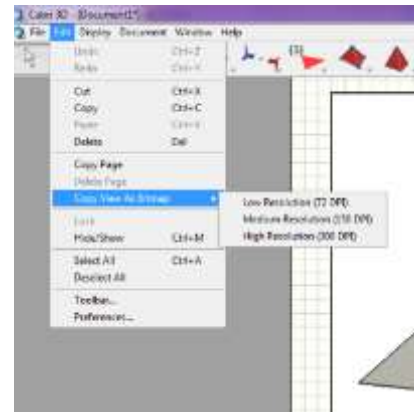 Cabri 3D - [Document1*]
File Edit Display Document Window Help
Undo Ctrl+Z
Redo Ctrl+Y
Cut Ctrl+X
Copy Ctrl+C
Paste Ctrl+V
Delete Del
Copy Page
Delete Page
Copy View As Bitmap
Low Resolution (72 DPI)
Medium Resolution (150 DPI)
High Resolution (300 DPI)
Lock
Hide/Show Ctrl+M
Select All Ctrl+A
Deselect All
Toolbar...
Preferences...